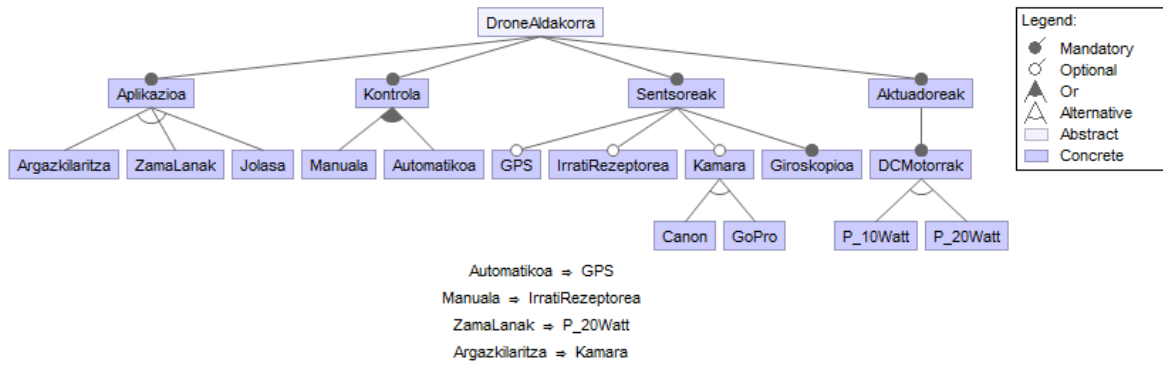 DroneAldakorra
Legend:
Mandatory
Optional
Or
Alternative
Abstract
Concrete
Aplikazioa
Kontrola
Sentsoreak
Aktuadoreak
Argazkilaritza
ZamaLanak
Jolasa
Manuala
Automatikoa
GPS
IrratiRezeptorea
Kamara
Giroskopioa
DCMotorrak
Canon
GoPro
P_10Watt
P_20Watt
Automatikoa ⇒ GPS
Manuala ⇒ IrratiRezeptorea
ZamaLanak ⇒ P_20Watt
Argazkilaritza ⇒ Kamara